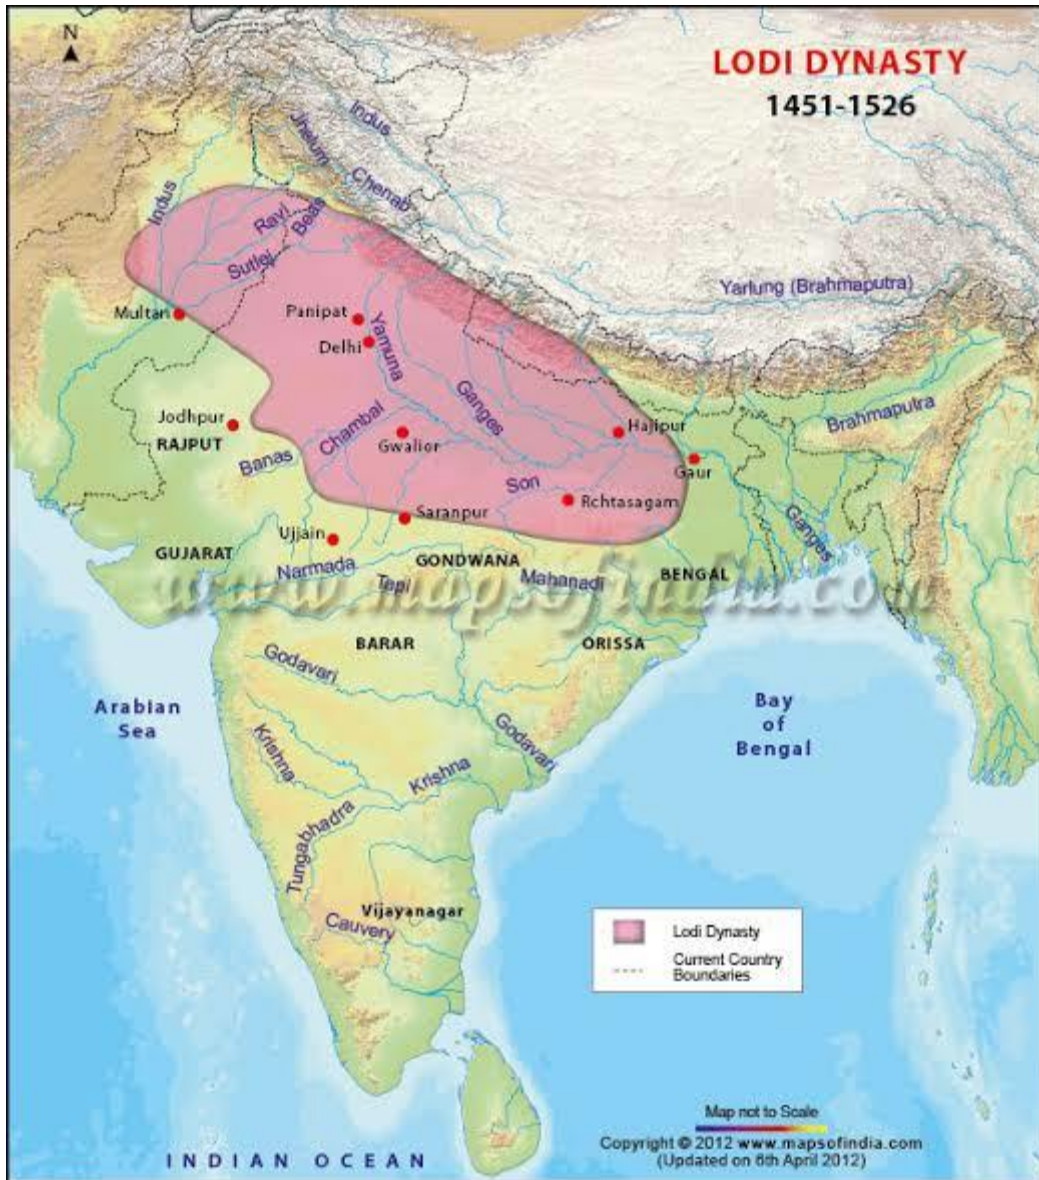 N
LODI DYNASTY
1451-1526
Indus
Jhelum
Chenab
Indus
Ravi
Beas
Sutlej
Yarlung (Brahmaputra)
Multan
Panipat
Delhi
Yamuna
Ganges
Jodhpur
RAJPUT
Chambal
Gwalior
Hajipur
Brahmaputra
Banas
Gaur
Son
Rchtasagam
Saranpur
Ganges
Ujjain
GUJARAT
Narmada
GONDWANA
Tapi
Mahanadi
BENGAL
www.mapsofindia.com
BARAR
ORISSA
Godavari
Arabian
Sea
Bay
of
Bengal
Godavari
Krishna
Krishna
Tungabhadra
Vijayanagar
Cauvery
Lodi Dynasty
Current Country
Boundaries
Map not to Scale
Copyright © 2012 www.mapsofindia.com
(Updated on 6th April 2012)
INDIAN OCEAN